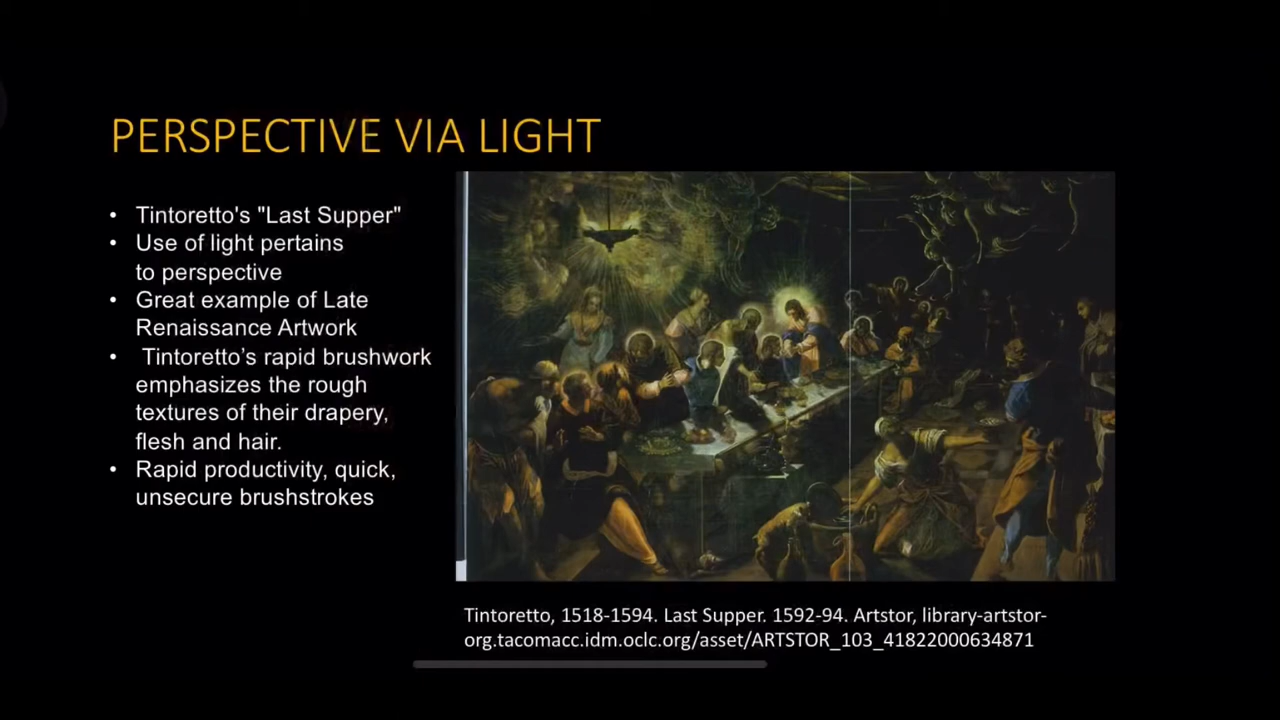 PERSPECTIVE VIA LIGHT
• Tintoretto's "Last Supper"
• Use of light pertains
to perspective
• Great example of Late
Renaissance Artwork
• Tintoretto’s rapid brushwork
emphasizes the rough
textures of their drapery,
flesh and hair.
• Rapid productivity, quick,
unsecure brushstrokes
Tintoretto, 1518-1594. Last Supper. 1592-94. Artstor, library-artstor-
org.tacomacc.idm.oclc.org/asset/ARTSTOR_103_41822000634871